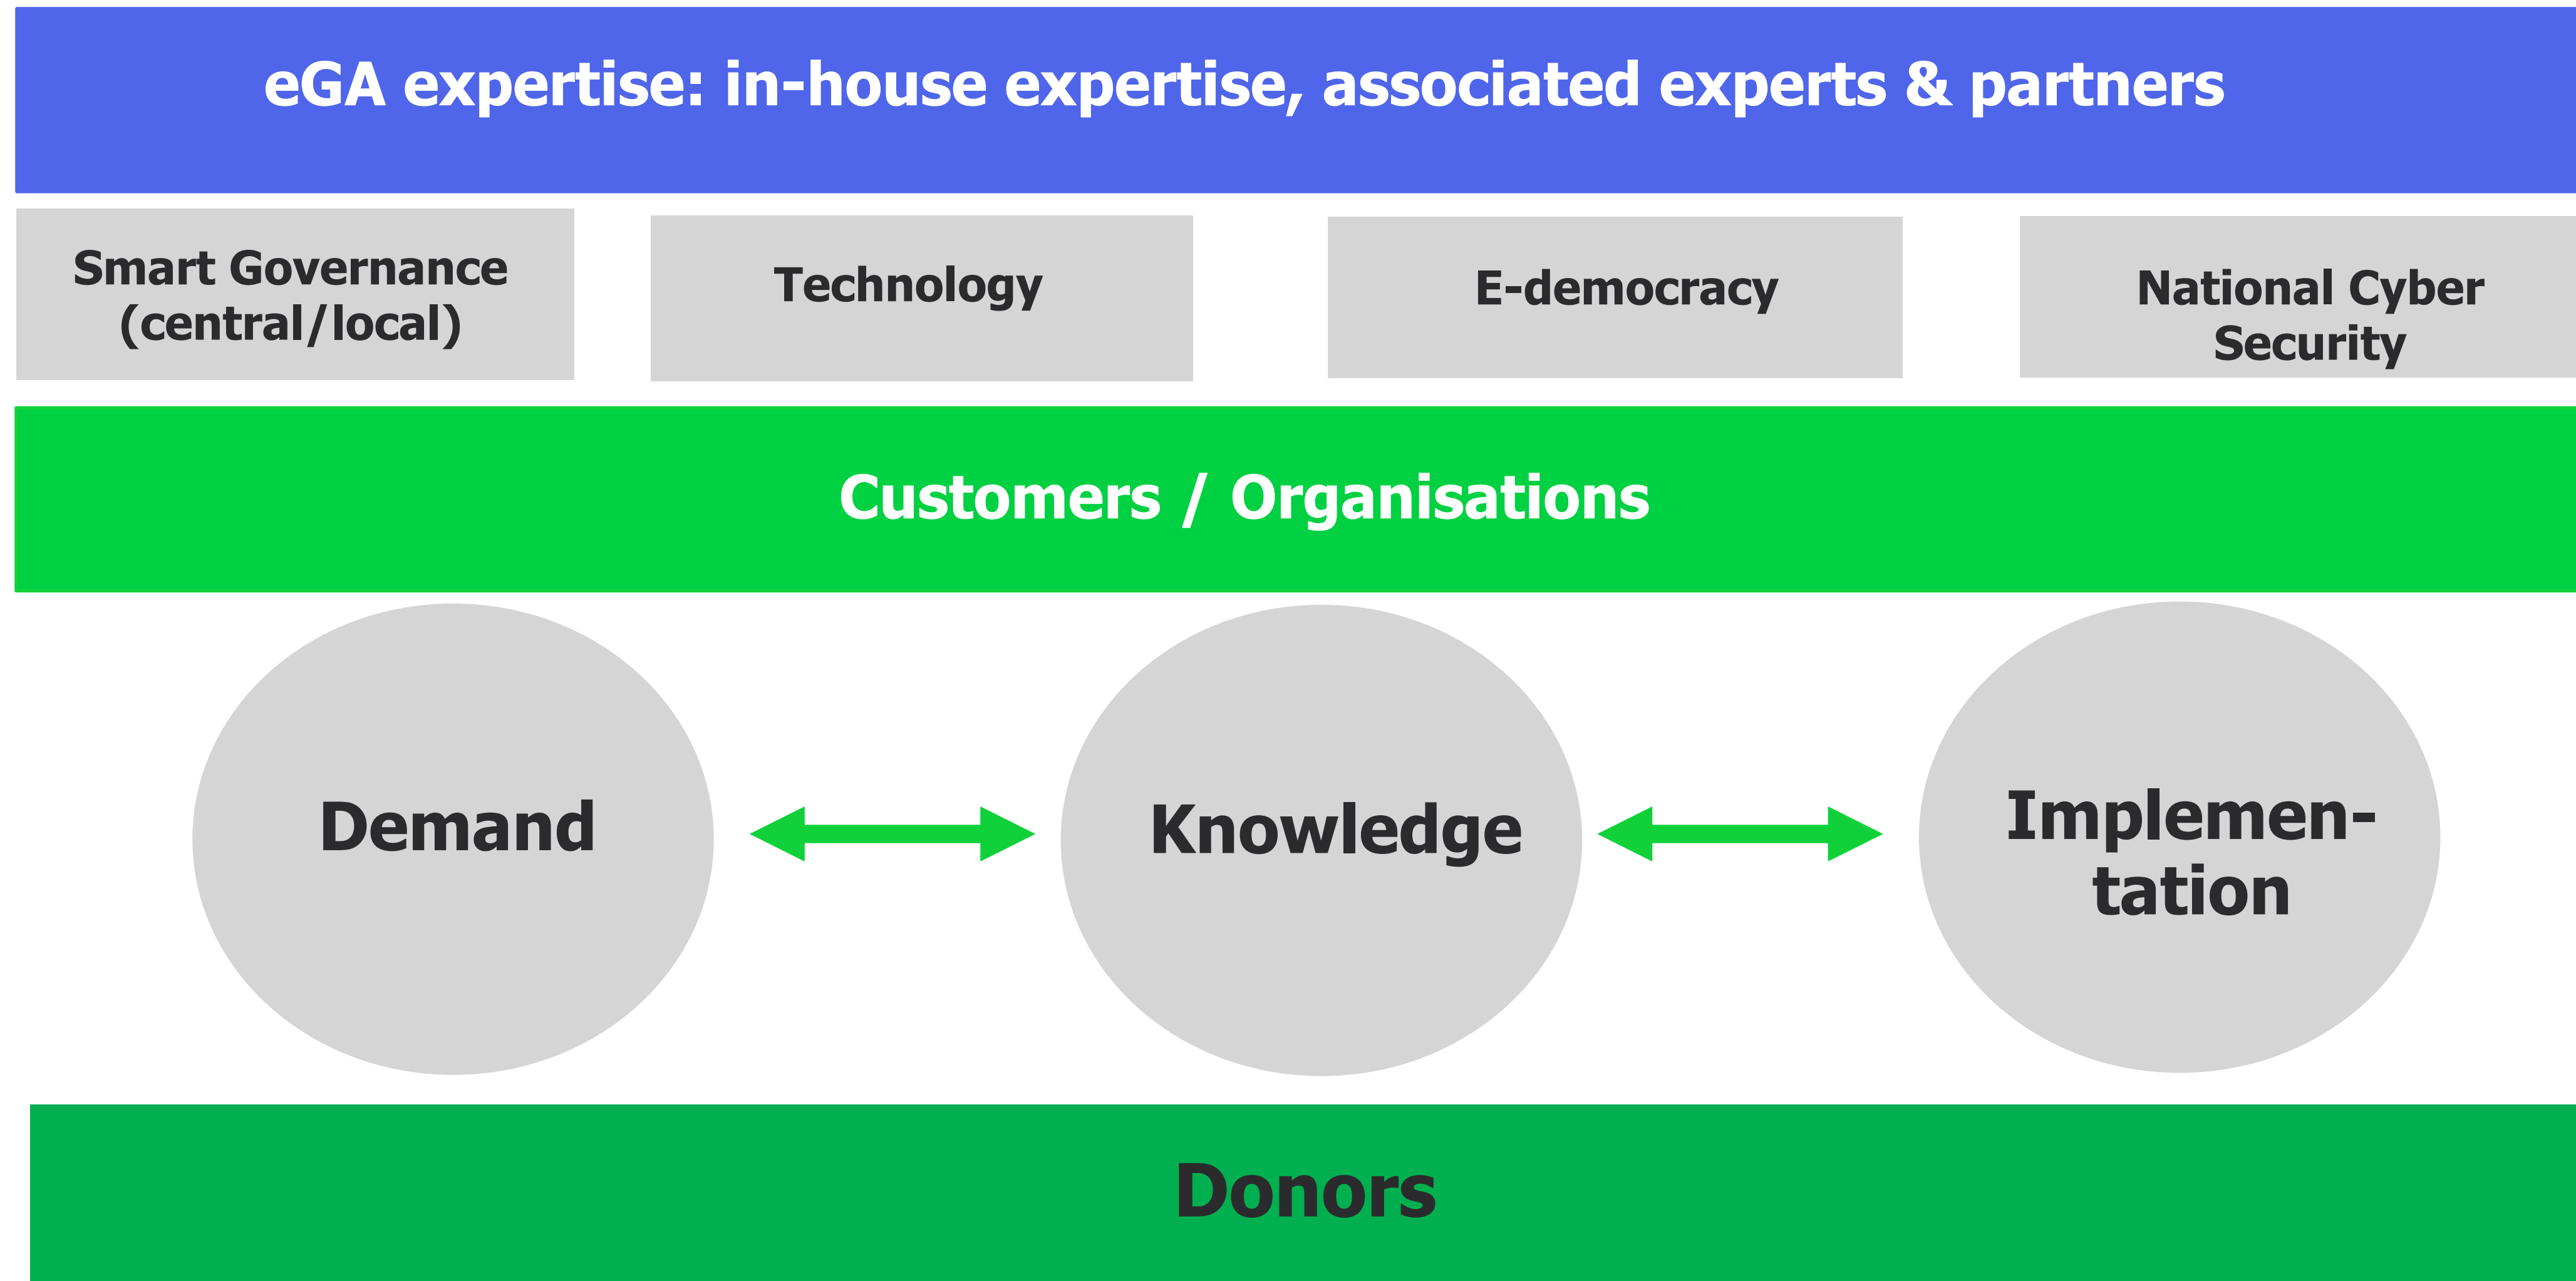 eGA expertise: in-house expertise, associated experts & partners
Smart Governance
(central/local)
Technology
E-democracy
National Cyber
Security
Customers / Organisations
Demand
Knowledge
Implemen-
tation
Donors